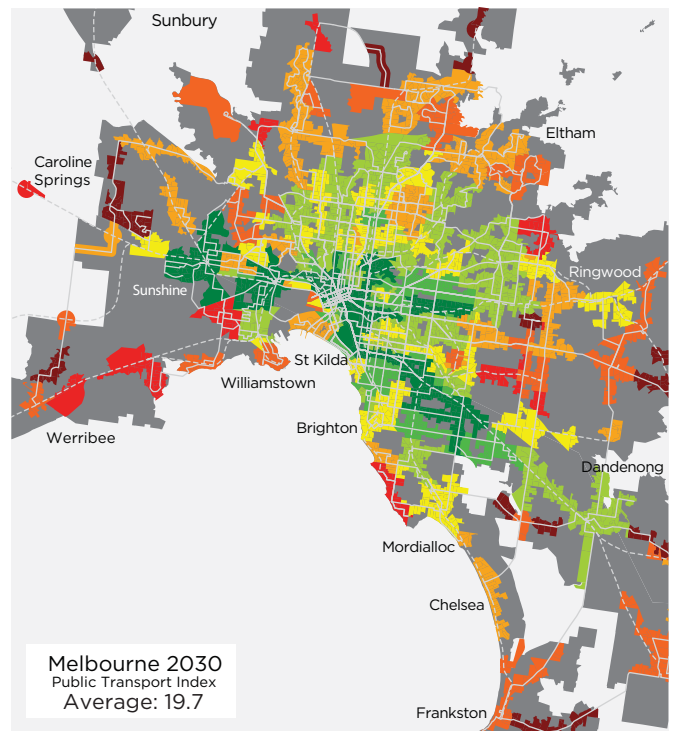 Sunbury
Eltham
Caroline
Springs
Ringwood
Sunshine
St Kilda
Williamstown
Brighton
Werribee
Dandenong
Mordialloc
Chelsea
Melbourne 2030
Public Transport Index
Average: 19.7
Frankston